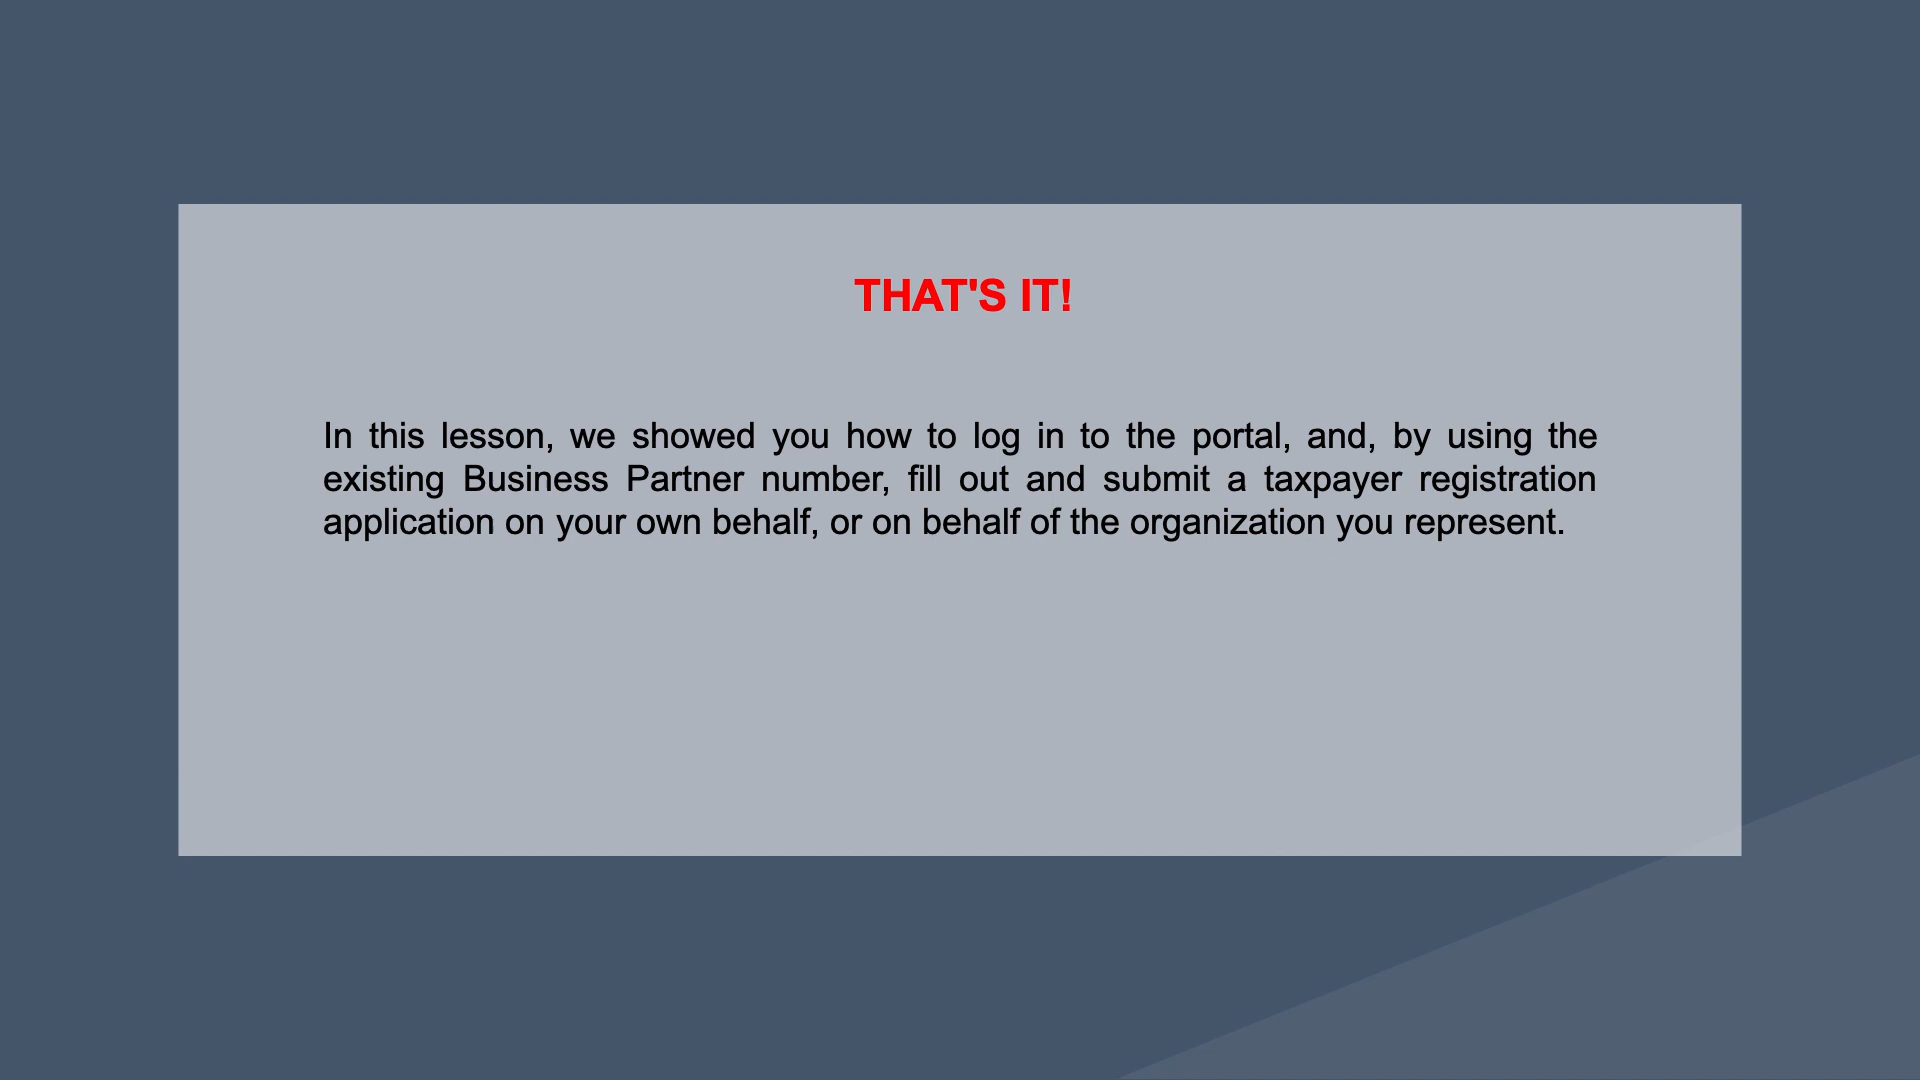 THAT'S IT!
In this lesson, we showed you how to log in to the portal, and, by using the
existing Business Partner number, fill out and submit a taxpayer registration
application on your own behalf, or on behalf of the organization you represent.